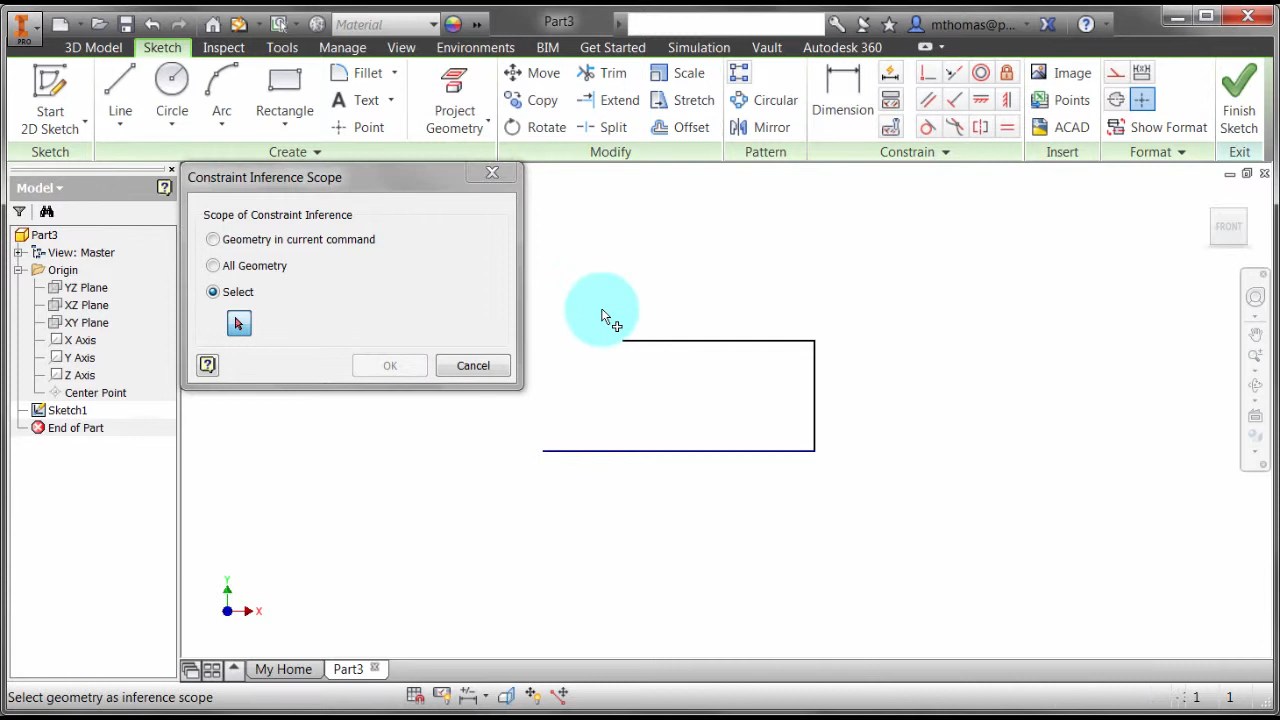 PRO
Material
Part3
mthomas@p...
3D Model Sketch Inspect Tools Manage View Environments BIM Get Started Simulation Vault Autodesk 360
Start
2D Sketch
Line
Circle
Arc
Rectangle
Fillet
Text
Point
Project
Geometry
Move
Copy
Rotate
Trim
Extend
Split
Scale
Stretch
Offset
Circular
Mirror
Dimension
Image
Points
ACAD
Show Format
Finish
Sketch
Sketch Create Modify Pattern Constrain Insert Format Exit
Model
Part3
View: Master
Origin
YZ Plane
XZ Plane
XY Plane
X Axis
Y Axis
Z Axis
Center Point
Sketch1
End of Part
Constraint Inference Scope
Scope of Constraint Inference
Geometry in current command
All Geometry
Select
OK Cancel
FRONT
Y
X
My Home Part3
Select geometry as inference scope
1 1